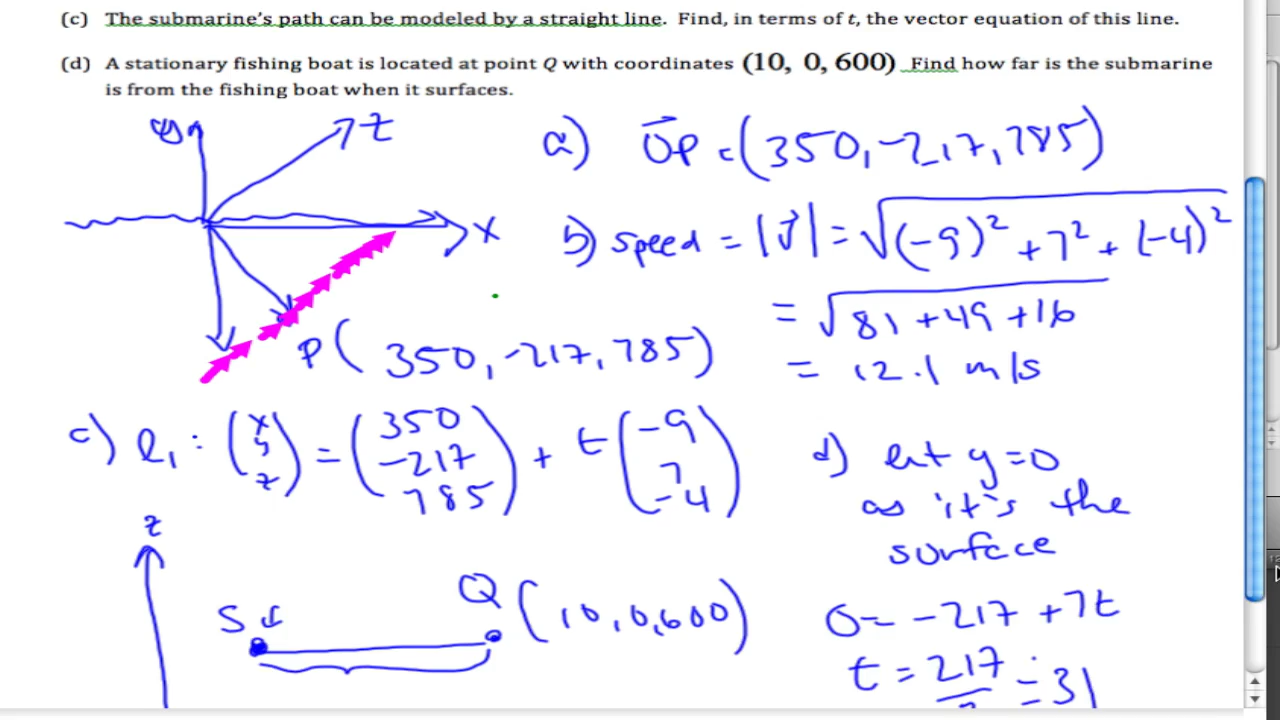 (c) The submarine's path can be modeled by a straight line. Find, in terms of t, the vector equation of this line.
(d) A stationary fishing boat is located at point Q with coordinates (10, 0, 600) Find how far is the submarine
is from the fishing boat when it surfaces.
y
z
x
P( 350, -217, 785)
a) OP = (350, -217, 785)
b) speed = |v| = √(-9)² + 7² + (-4)²
= √81 + 49 + 16
= 12.1 m/s
c) l₁ : (x y z) = (350 -217 785) + t(-9 7 -4)
d) let y=0
as it's the
surface
0 = -217 + 7t
t = 217 = 31
z
S
Q (10, 0, 600)